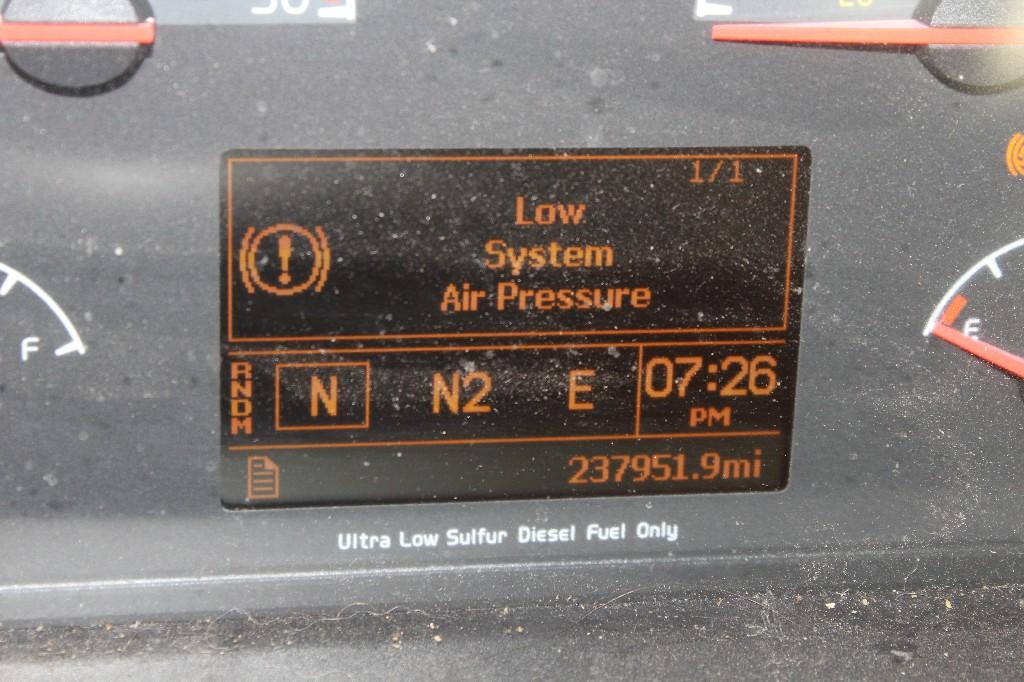 1/1
Low
System
Air Pressure
F
E
RNDM
N N2 E
07:26
PM
237951.9mi
Ultra Low Sulfur Diesel Fuel Only